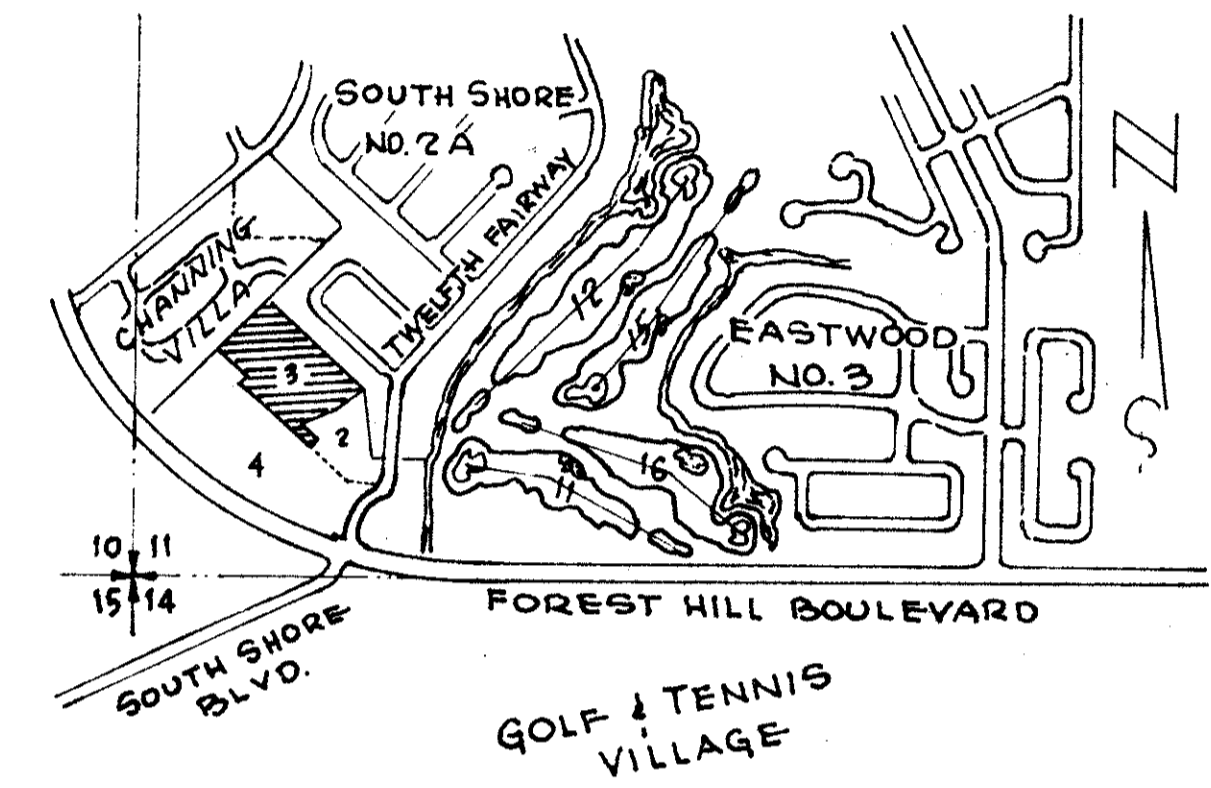 SOUTH SHORE
NO. 2 A
TWELFTH FAIRWAY
CHANNING
VILLA
3
2
4
12
15
11
16
EASTWOOD
NO. 3
N
S
10 11
15 14
FOREST HILL BOULEVARD
SOUTH SHORE
BLVD.
GOLF & TENNIS
VILLAGE